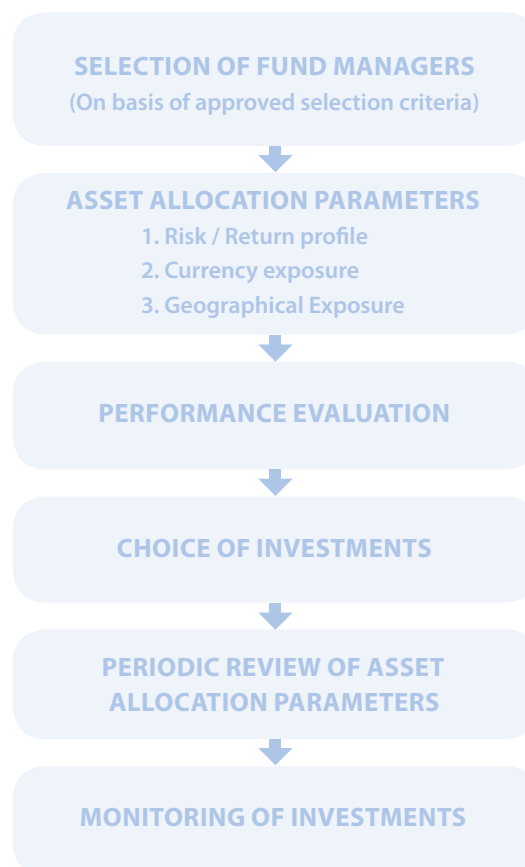 SELECTION OF FUND MANAGERS
(On basis of approved selection criteria)
ASSET ALLOCATION PARAMETERS
1. Risk / Return profile
2. Currency exposure
3. Geographical Exposure
PERFORMANCE EVALUATION
CHOICE OF INVESTMENTS
PERIODIC REVIEW OF ASSET
ALLOCATION PARAMETERS
MONITORING OF INVESTMENTS